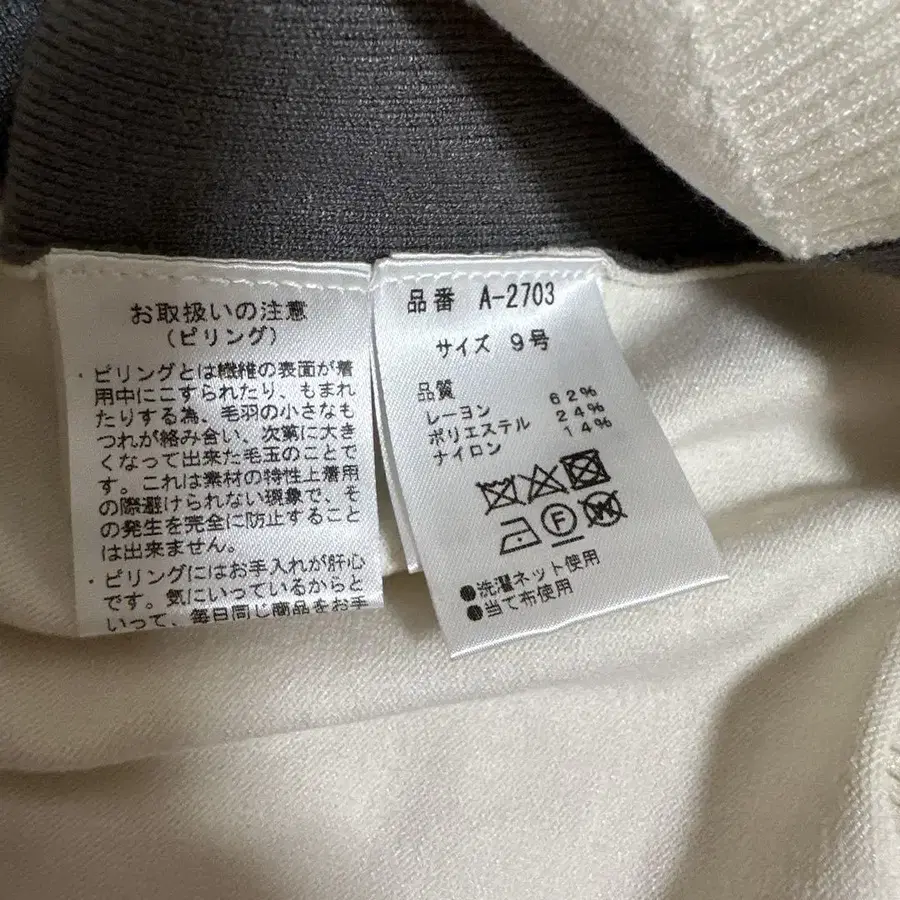 お取扱いの注意
(ピリング)
・ピリングとは繊維の表面が着
用中にこすられたり、もまれ
たりする為、毛羽の小さなも
つれが絡み合い、次第に大き
くなって出来た毛玉のことで
す。これは素材の特性上着用
の際避けられない現象で、そ
の発生を完全に防止すること
は出来ません。
・ピリングにはお手入れが肝心
です。気にいっているからと
いって、毎日同じ商品をお手
品番 A-2703
サイズ 9号
品質
レーヨン 62%
ポリエステル 24%
ナイロン 14%
F
W
●洗濯ネット使用
●当て布使用